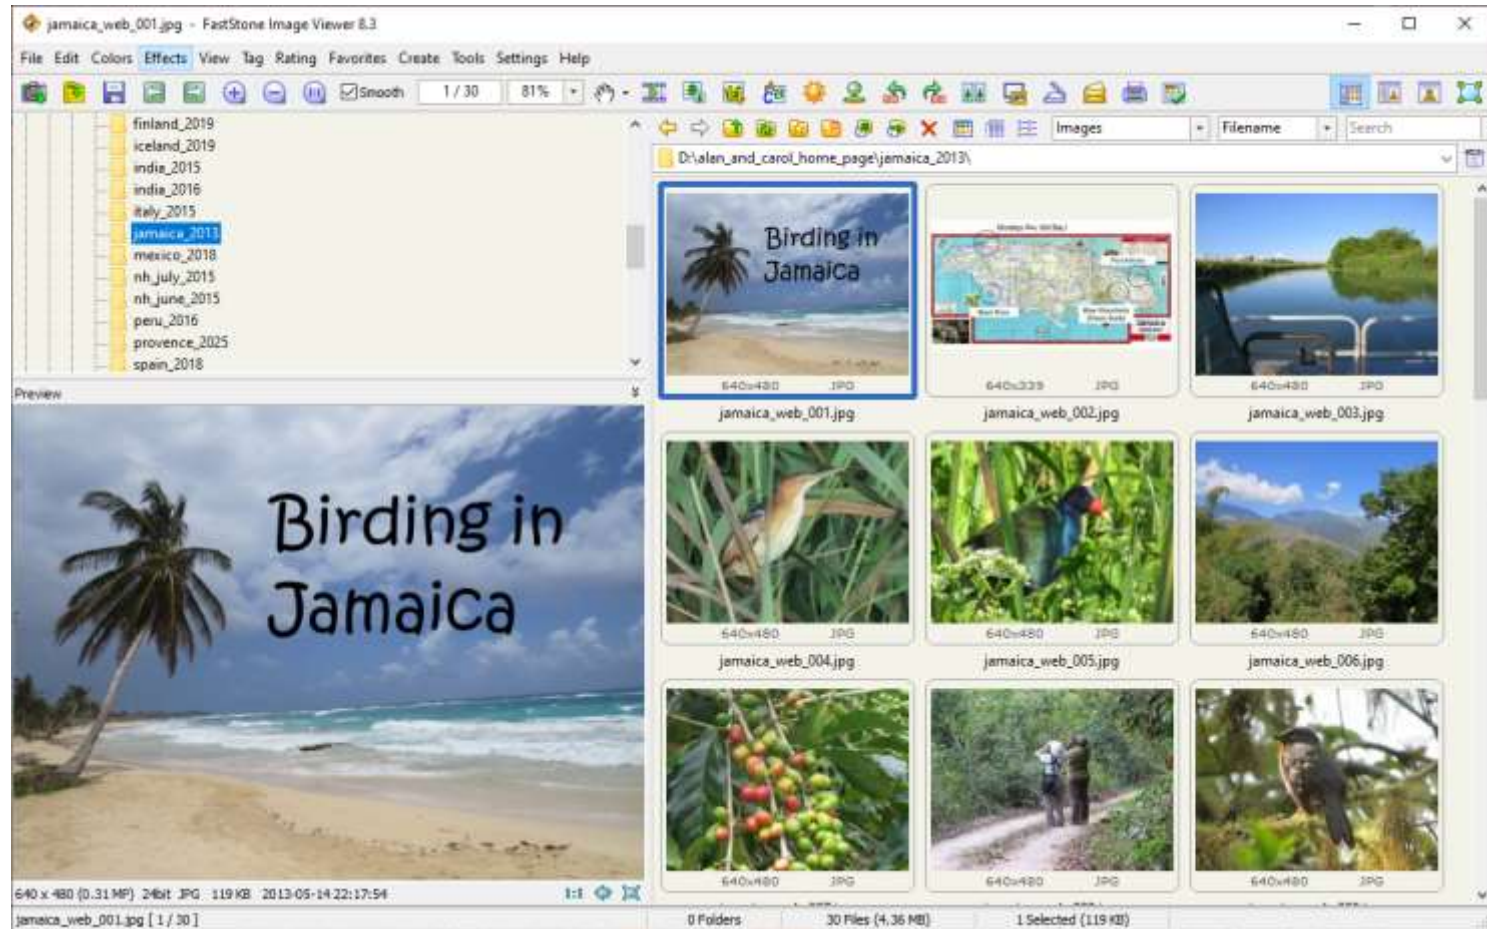 jamaica_web_001.jpg - FastStone Image Viewer 8.3
File Edit Colors Effects View Tag Rating Favorites Create Tools Settings Help
Smooth 1 / 30 81%
finland_2019
iceland_2019
india_2015
india_2016
italy_2015
jamaica_2013
mexico_2018
nh_july_2015
nh_june_2015
peru_2016
provence_2025
spain_2018
Preview
Birding in
Jamaica
640 x 480 (0.31 MP) 24bit JPG 119 KB 2013-05-14 22:17:54 1:1
jamaica_web_001.jpg [ 1 / 30 ]
Images Filename Search
D:\alan_and_carol_home_page\jamaica_2013\
Birding in
Jamaica
640x480 JPG
jamaica_web_001.jpg
640x339 JPG
jamaica_web_002.jpg
640x480 JPG
jamaica_web_003.jpg
640x480 JPG
jamaica_web_004.jpg
640x480 JPG
jamaica_web_005.jpg
640x480 JPG
jamaica_web_006.jpg
640x480 JPG
640x480 JPG
640x480 JPG
0 Folders 30 Files (4.36 MB) 1 Selected (119 KB)